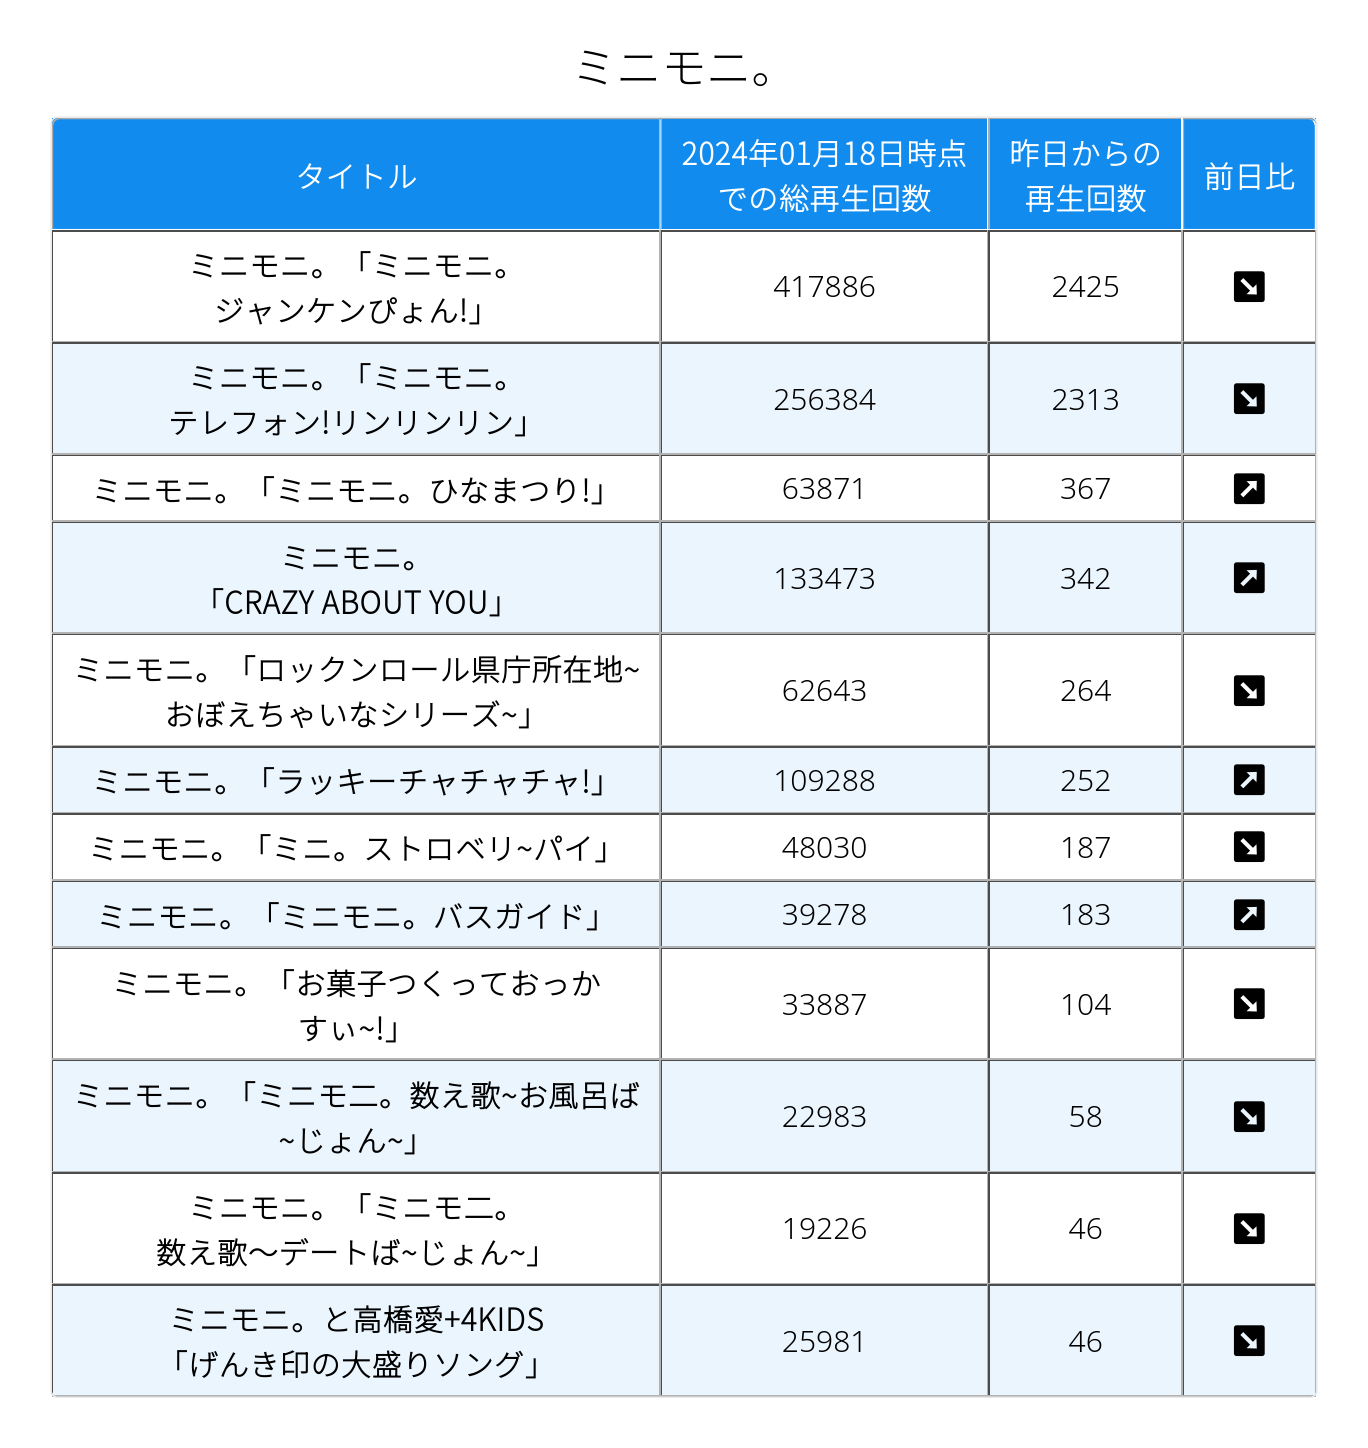 ミニモニ。
タイトル
2024年01月18日時点
での総再生回数
昨日からの
再生回数
前日比
ミニモニ。「ミニモニ。
ジャンケンぴょん!」
417886
2425
↘
ミニモニ。「ミニモニ。
テレフォン!リンリンリン」
256384
2313
↘
ミニモニ。「ミニモニ。ひなまつり!」
63871
367
↗
ミニモニ。
「CRAZY ABOUT YOU」
133473
342
↗
ミニモニ。「ロックンロール県庁所在地~
おぼえちゃいなシリーズ~」
62643
264
↘
ミニモニ。「ラッキーチャチャチャ!」
109288
252
↗
ミニモニ。「ミニ。ストロベリ~パイ」
48030
187
↘
ミニモニ。「ミニモニ。バスガイド」
39278
183
↗
ミニモニ。「お菓子つくっておっか
すぃ~!」
33887
104
↘
ミニモニ。「ミニモ二。数え歌~お風呂ば
~じょん~」
22983
58
↘
ミニモニ。「ミニモ二。
数え歌〜デートば~じょん~」
19226
46
↘
ミニモニ。と高橋愛+4KIDS
「げんき印の大盛りソング」
25981
46
↘